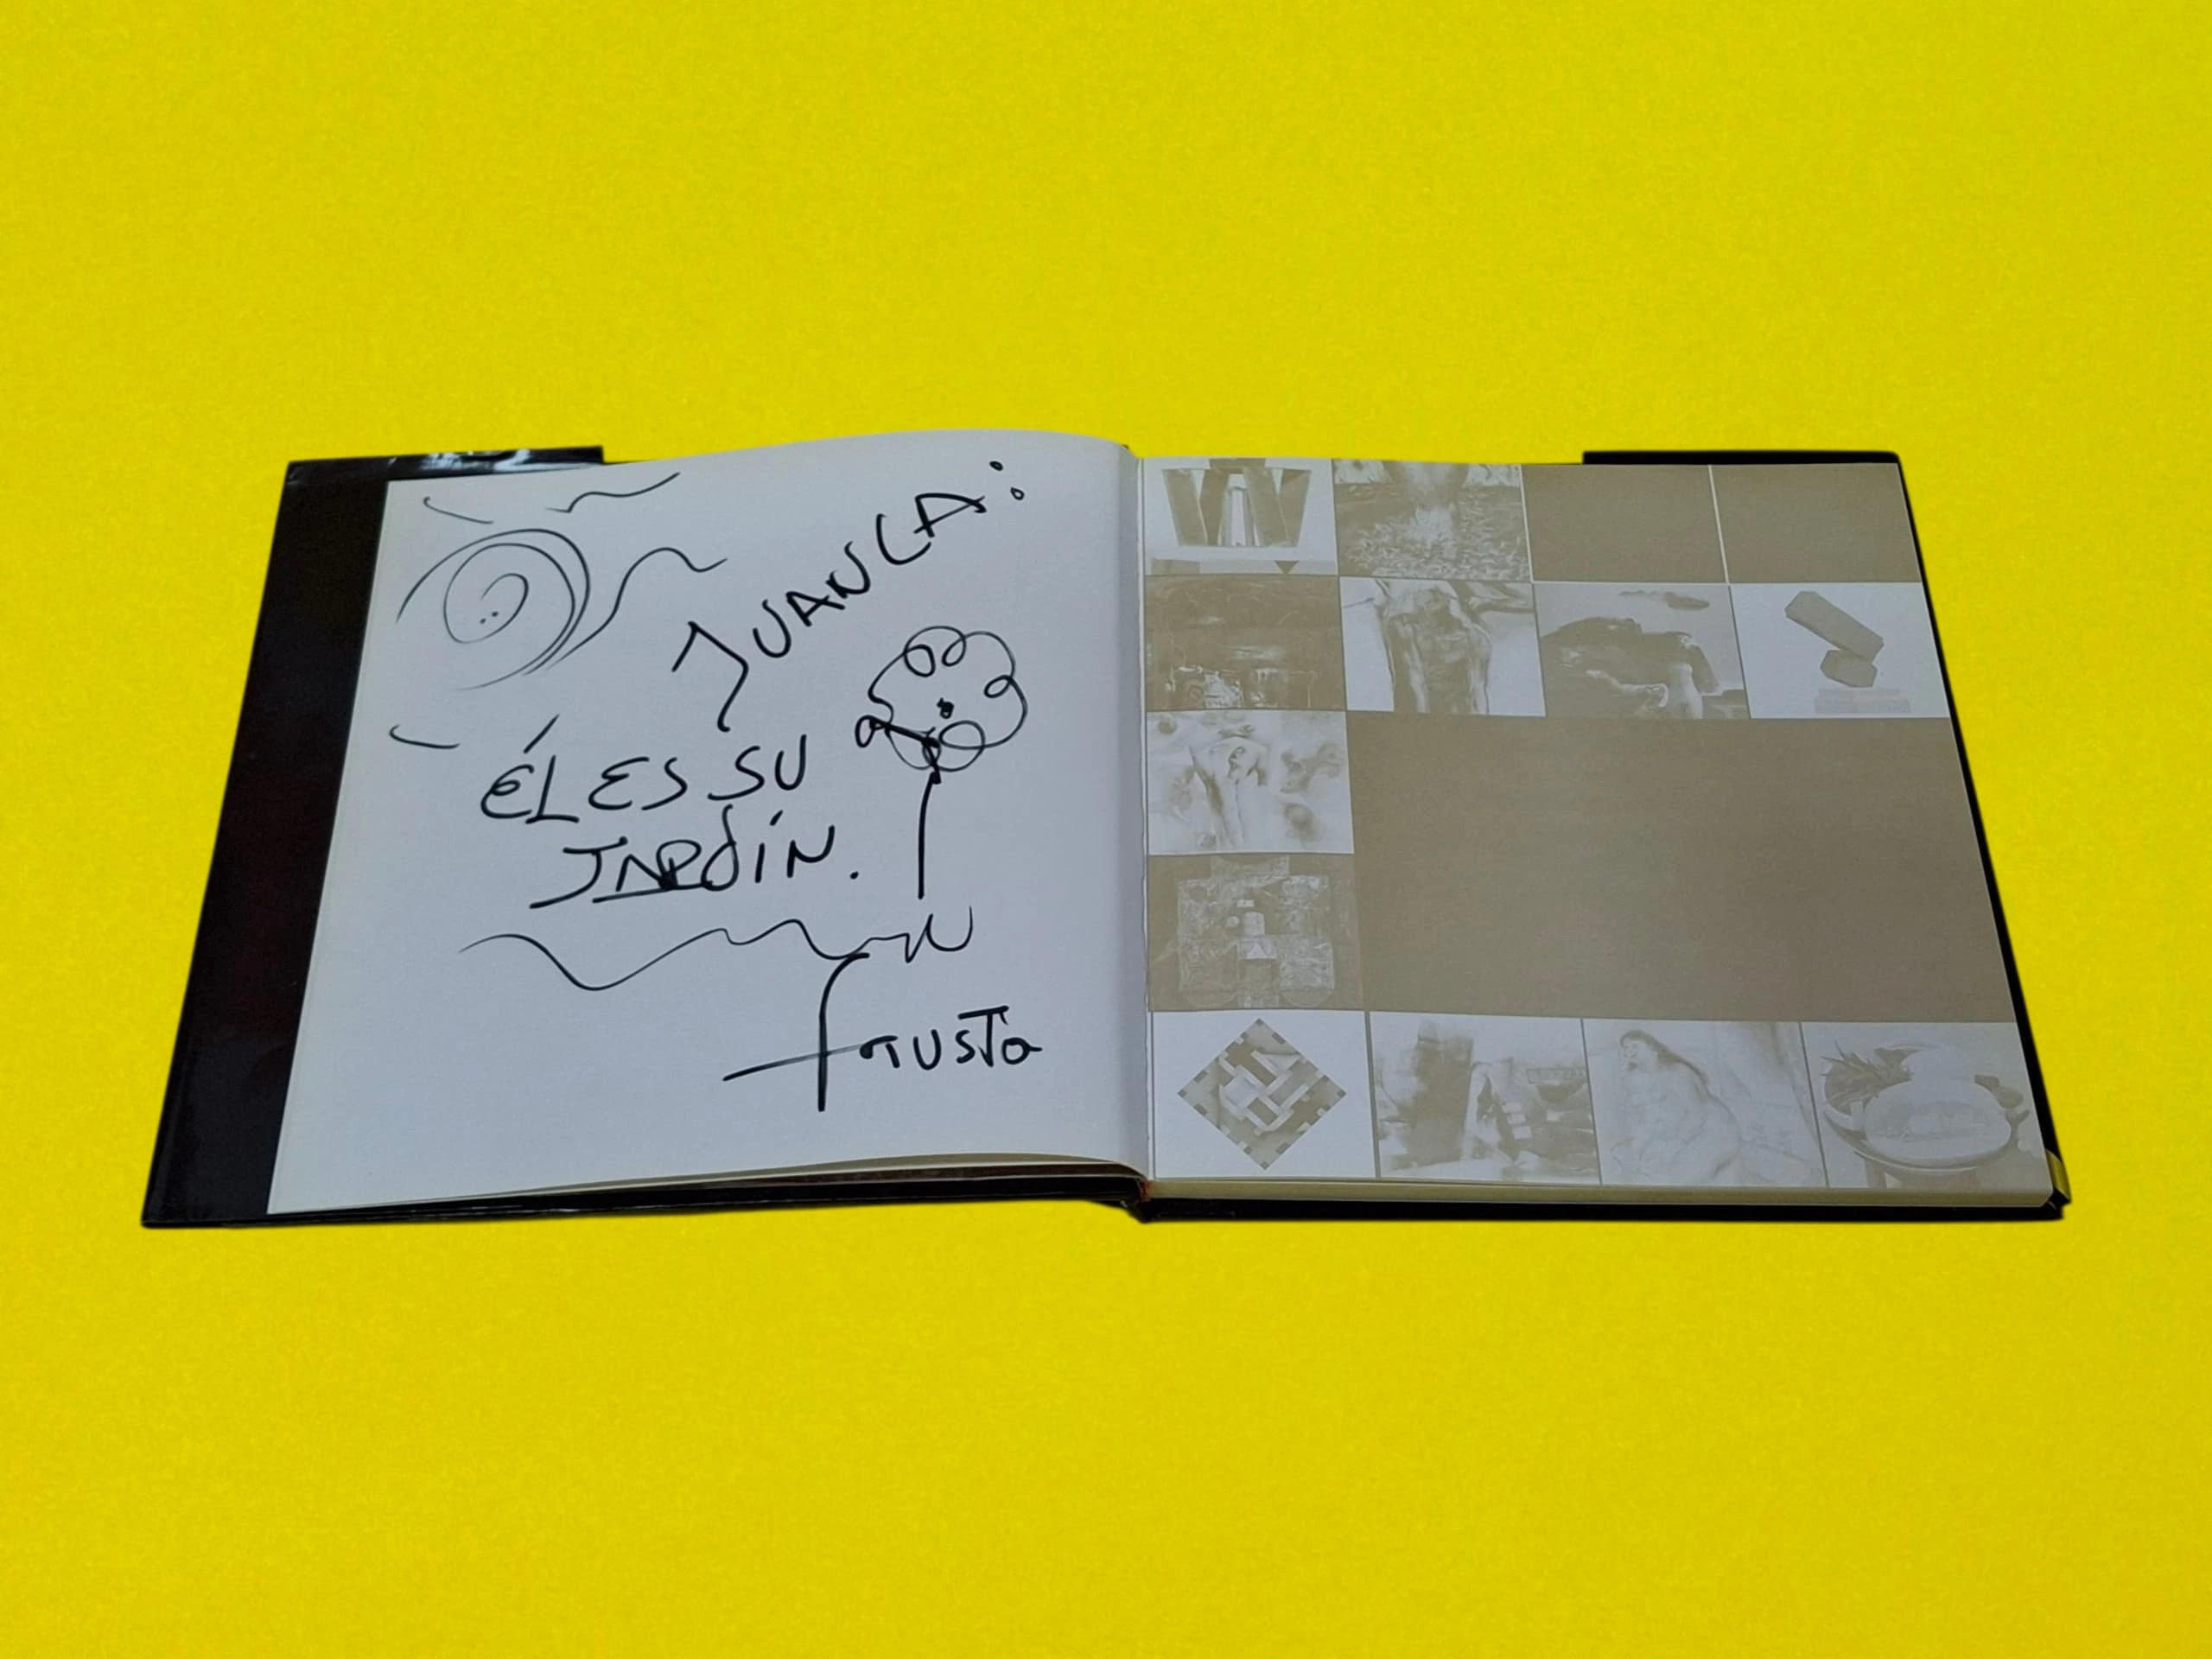 JUANCA:
ÉL ES SU
JARDÍN.
fausto